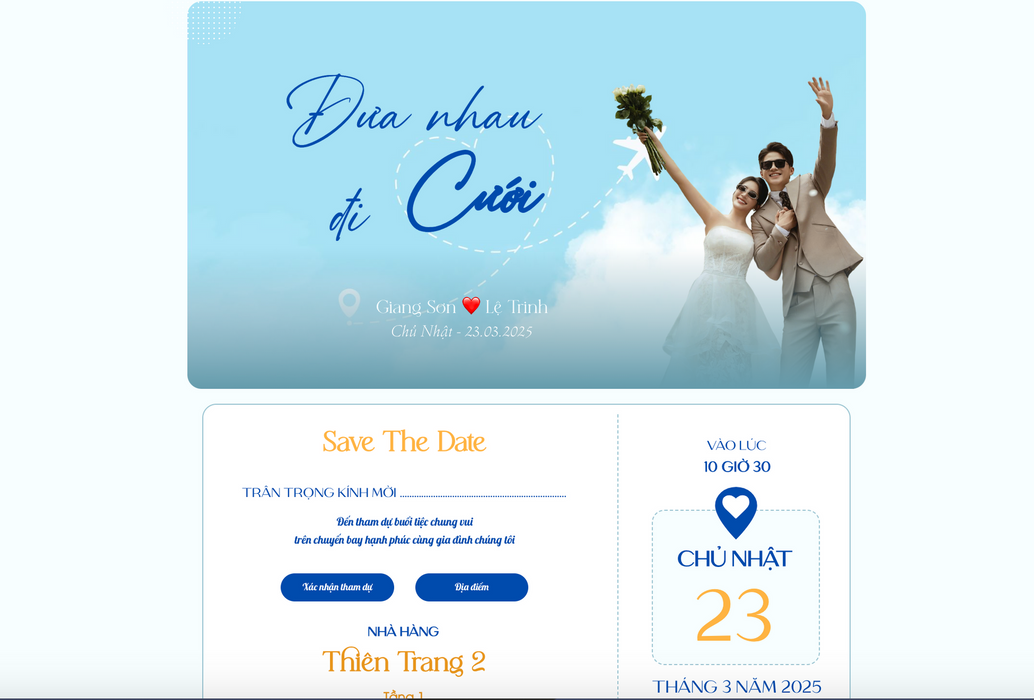 Đưa nhau
đi Cưới
Giang Sơn ❤️ Lệ Trinh
Chủ Nhật - 23.03.2025
Save The Date
TRÂN TRỌNG KÍNH MỜI ............................................................
Đến tham dự buổi tiệc chung vui
trên chuyến bay hạnh phúc cùng gia đình chúng tôi
Xác nhận tham dự
Địa điểm
NHÀ HÀNG
Thiên Trang 2
Tầng 1
VÀO LÚC
10 GIỜ 30
CHỦ NHẬT
23
THÁNG 3 NĂM 2025